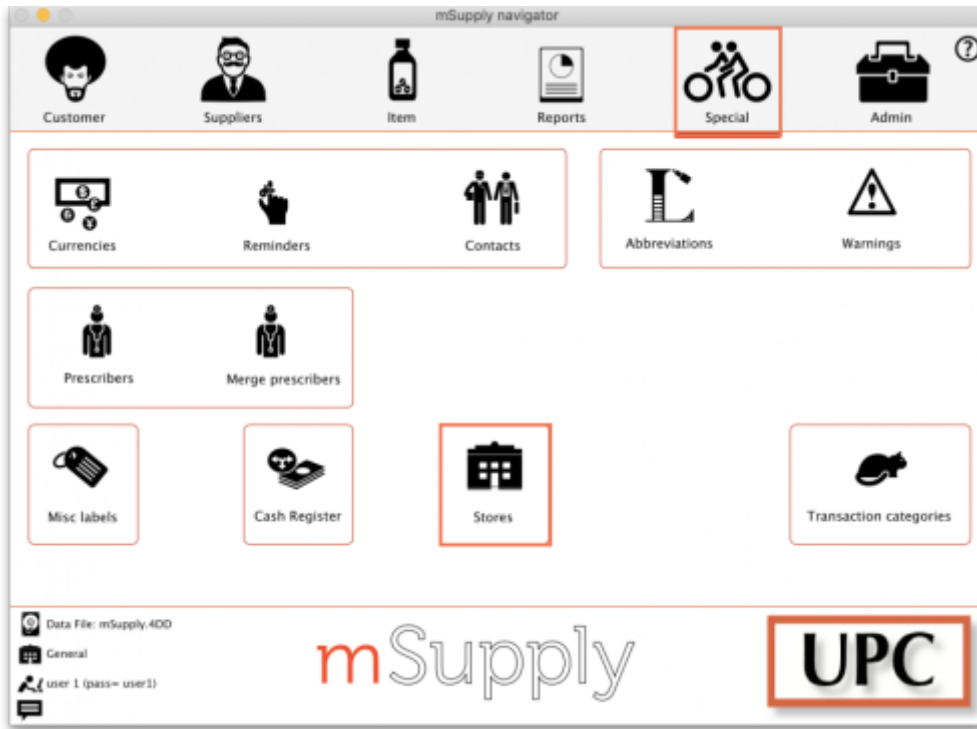 mSupply navigator
Customer Suppliers Item Reports Special Admin ?
Currencies Reminders Contacts Abbreviations Warnings
Prescribers Merge prescribers
Misc labels Cash Register Stores Transaction categories
Data File: mSupply.4DD
General
user 1 (pass= user1)
mSupply
UPC